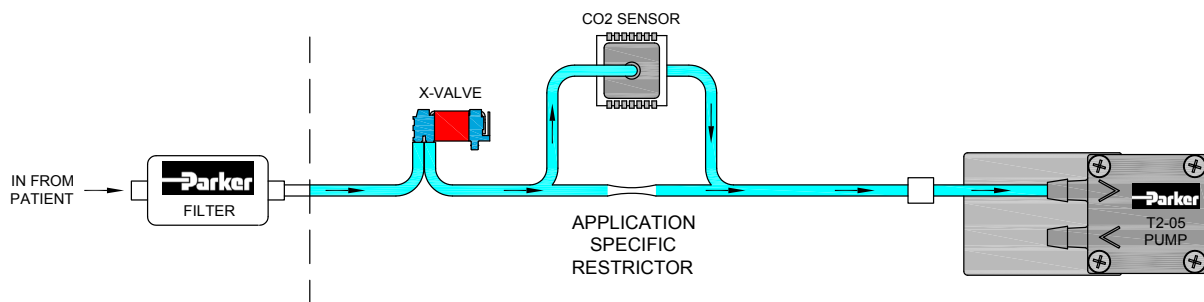 CO2 SENSOR
X-VALVE
IN FROM
PATIENT
Parker
FILTER
APPLICATION
SPECIFIC
RESTRICTOR
Parker
T2-05
PUMP